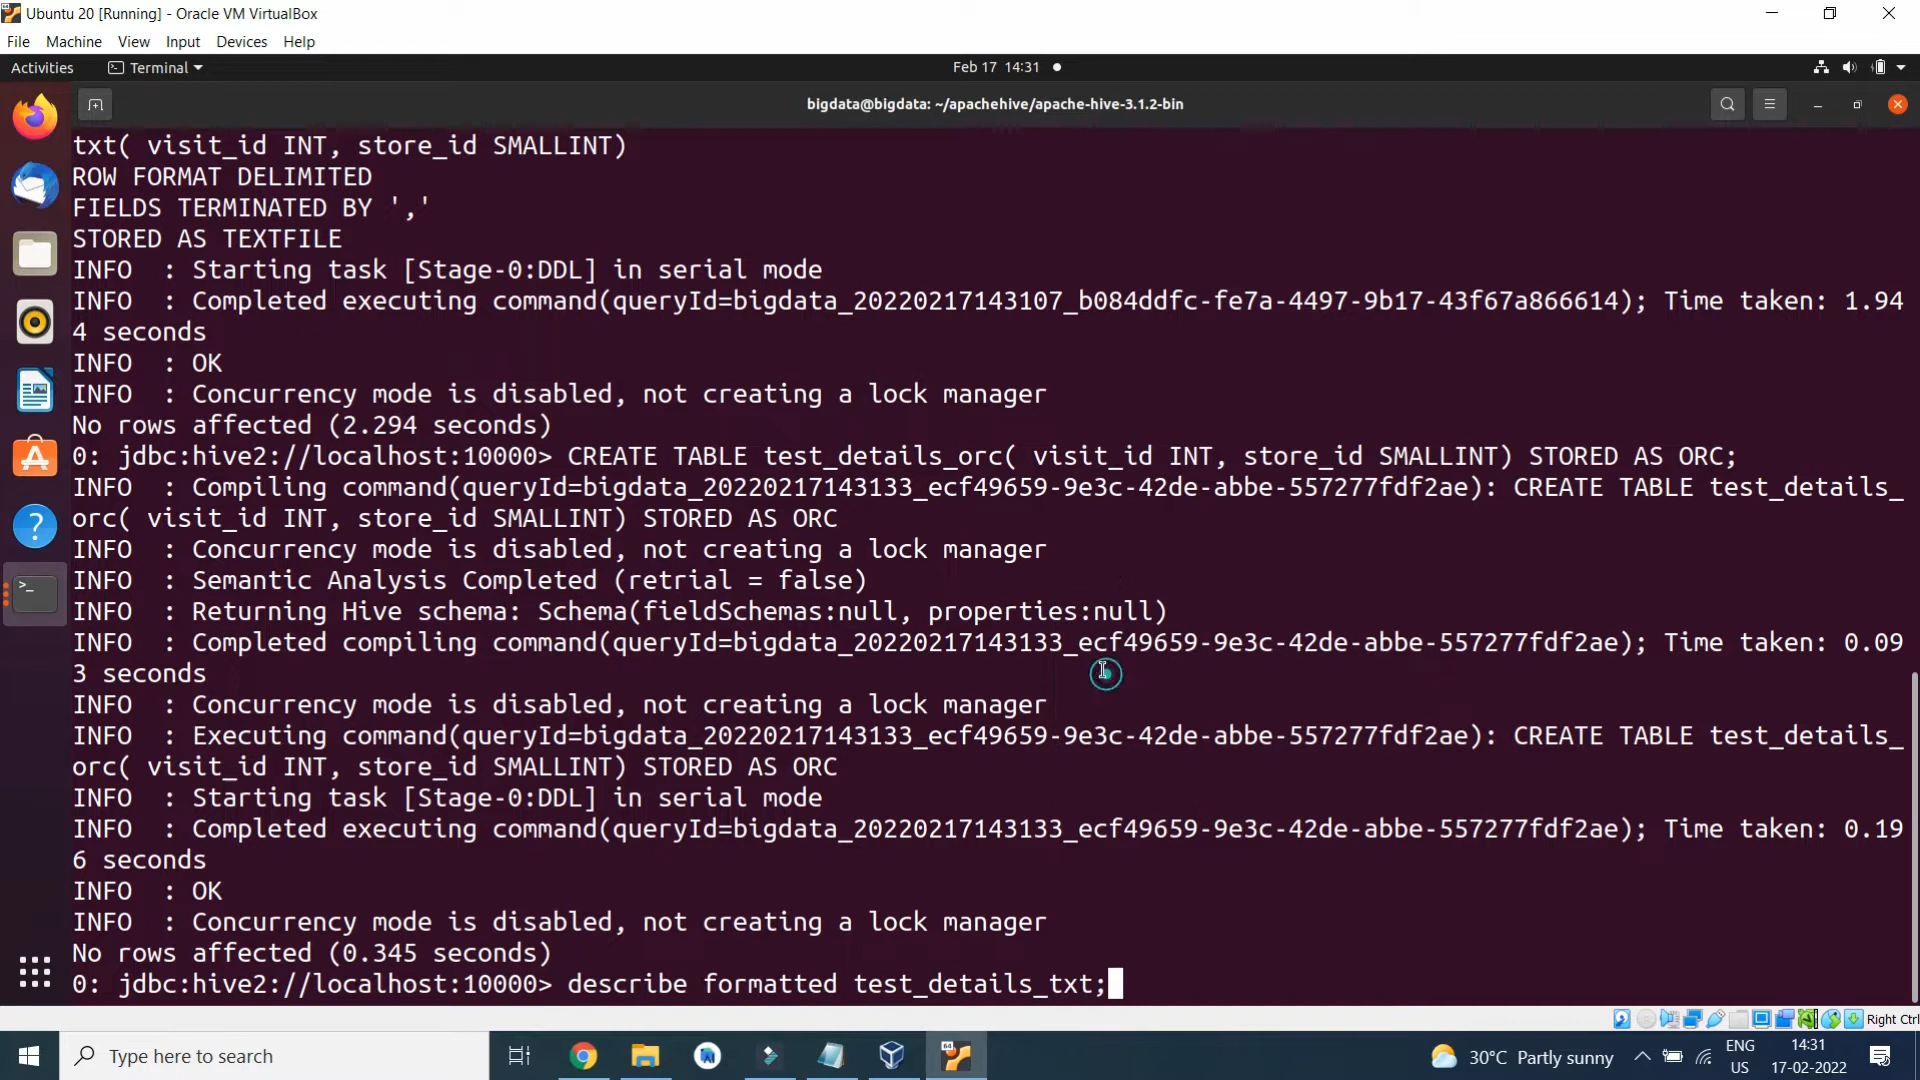 Ubuntu 20 [Running] - Oracle VM VirtualBox
File Machine View Input Devices Help
Activities Terminal Feb 17 14:31
bigdata@bigdata: ~/apachehive/apache-hive-3.1.2-bin
txt( visit_id INT, store_id SMALLINT)
ROW FORMAT DELIMITED
FIELDS TERMINATED BY ','
STORED AS TEXTFILE
INFO  : Starting task [Stage-0:DDL] in serial mode
INFO  : Completed executing command(queryId=bigdata_20220217143107_b084ddfc-fe7a-4497-9b17-43f67a866614); Time taken: 1.94
4 seconds
INFO  : OK
INFO  : Concurrency mode is disabled, not creating a lock manager
No rows affected (2.294 seconds)
0: jdbc:hive2://localhost:10000> CREATE TABLE test_details_orc( visit_id INT, store_id SMALLINT) STORED AS ORC;
INFO  : Compiling command(queryId=bigdata_20220217143133_ecf49659-9e3c-42de-abbe-557277fdf2ae): CREATE TABLE test_details_
orc( visit_id INT, store_id SMALLINT) STORED AS ORC
INFO  : Concurrency mode is disabled, not creating a lock manager
INFO  : Semantic Analysis Completed (retrial = false)
INFO  : Returning Hive schema: Schema(fieldSchemas:null, properties:null)
INFO  : Completed compiling command(queryId=bigdata_20220217143133_ecf49659-9e3c-42de-abbe-557277fdf2ae); Time taken: 0.09
3 seconds
INFO  : Concurrency mode is disabled, not creating a lock manager
INFO  : Executing command(queryId=bigdata_20220217143133_ecf49659-9e3c-42de-abbe-557277fdf2ae): CREATE TABLE test_details_
orc( visit_id INT, store_id SMALLINT) STORED AS ORC
INFO  : Starting task [Stage-0:DDL] in serial mode
INFO  : Completed executing command(queryId=bigdata_20220217143133_ecf49659-9e3c-42de-abbe-557277fdf2ae); Time taken: 0.19
6 seconds
INFO  : OK
INFO  : Concurrency mode is disabled, not creating a lock manager
No rows affected (0.345 seconds)
0: jdbc:hive2://localhost:10000> describe formatted test_details_txt;
Right Ctrl
Type here to search
30°C Partly sunny
ENG
US
14:31
17-02-2022